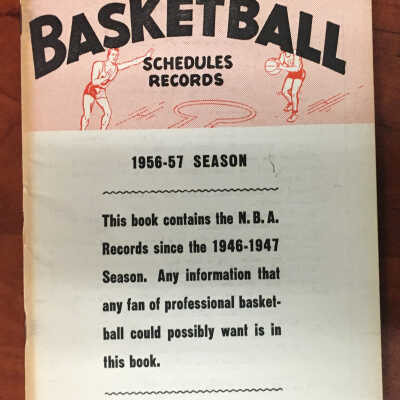 BASKETBALL
SCHEDULES
RECORDS
1956-57 SEASON
This book contains the N. B. A.
Records since the 1946-1947
Season. Any information that
any fan of professional basket-
ball could possibly want is in
this book.